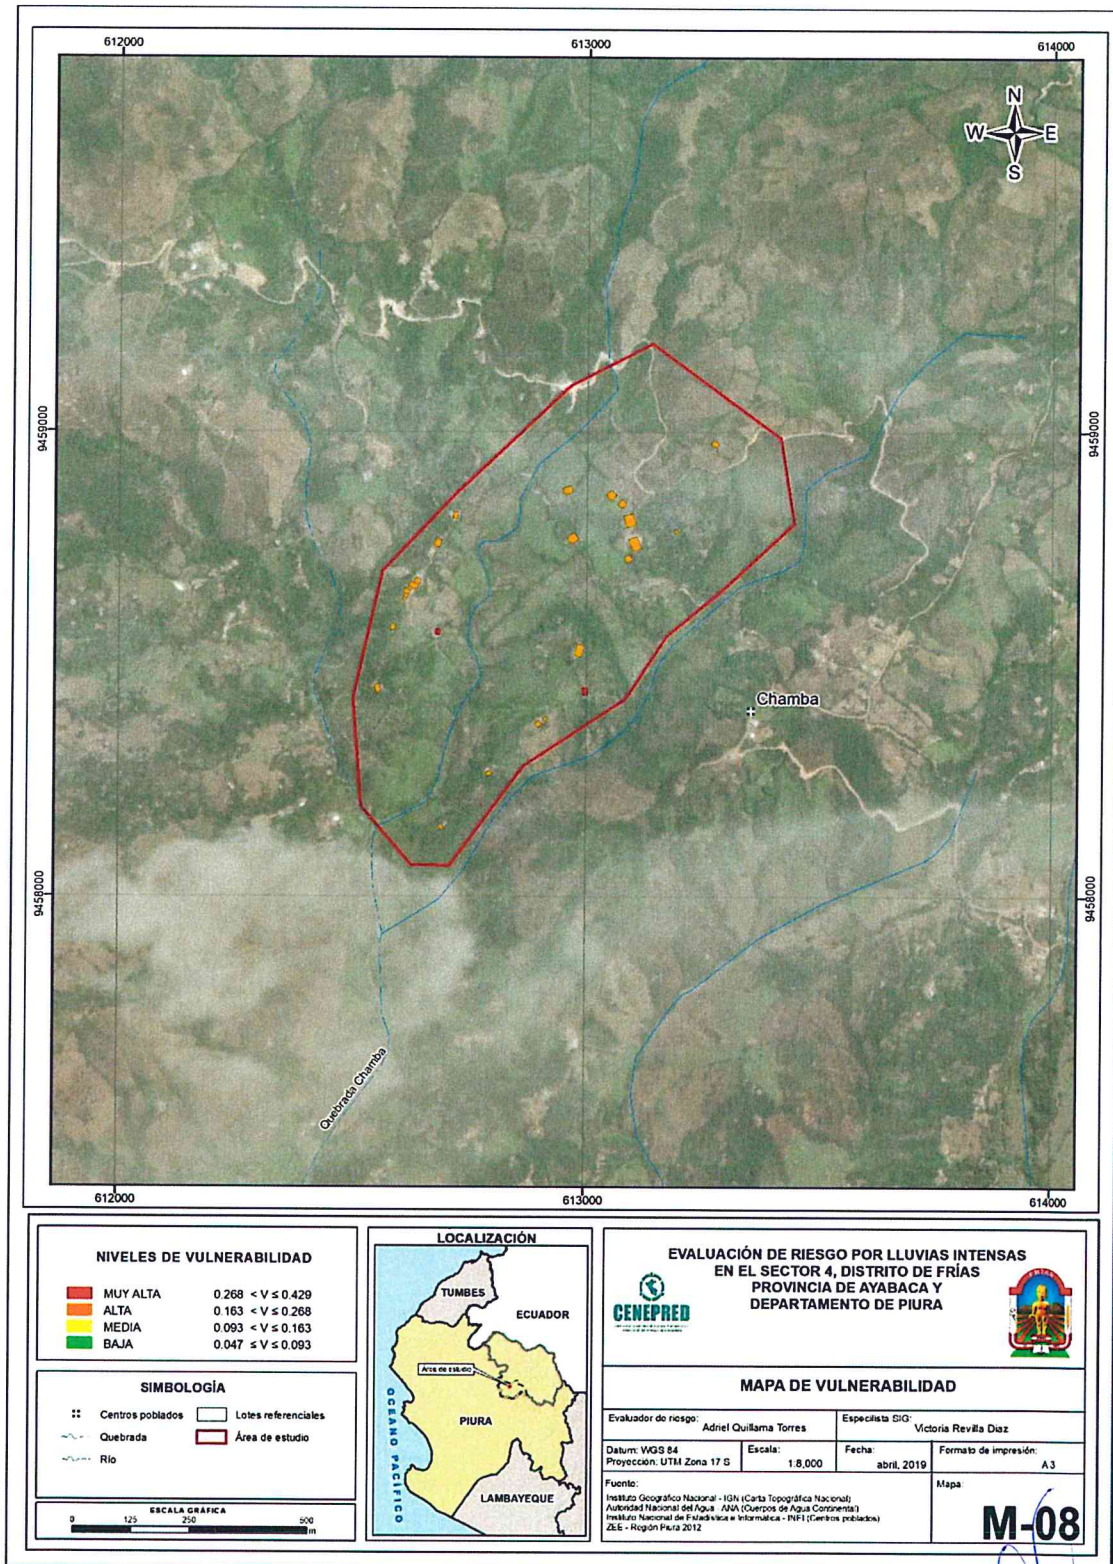 612000
613000
614000
N
W E
S
9459000
9459000
Chamba
9458000
9458000
Quebrada Chamba
612000
613000
614000
NIVELES DE VULNERABILIDAD
MUY ALTA 0.268 < V ≤ 0.429
ALTA 0.163 < V ≤ 0.268
MEDIA 0.093 < V ≤ 0.163
BAJA 0.047 ≤ V ≤ 0.093
SIMBOLOGÍA
Centros poblados
Lotes referenciales
Quebrada
Área de estudio
Río
ESCALA GRÁFICA
0 125 250 500
m
LOCALIZACIÓN
TUMBES
ECUADOR
Área de estudio
PIURA
OCEANO PACÍFICO
LAMBAYEQUE
EVALUACIÓN DE RIESGO POR LLUVIAS INTENSAS
EN EL SECTOR 4, DISTRITO DE FRÍAS
PROVINCIA DE AYABACA Y
DEPARTAMENTO DE PIURA
CENEPRED
MAPA DE VULNERABILIDAD
Evaluador de riesgo:
Adriel Quillama Torres
Especilista SIG:
Victoria Revilla Diaz
Datum: WGS 84
Proyección: UTM Zona 17 S
Escala:
1:8,000
Fecha:
abril, 2019
Formato de impresión:
A3
Fuente:
Instituto Geográfico Nacional - IGN (Carta Topográfica Nacional)
Autoridad Nacional del Agua - ANA (Cuerpos de Agua Continental)
Instituto Nacional de Estadística e Informática - INEI (Centros poblados)
ZEE - Región Piura 2012
Mapa:
M-08